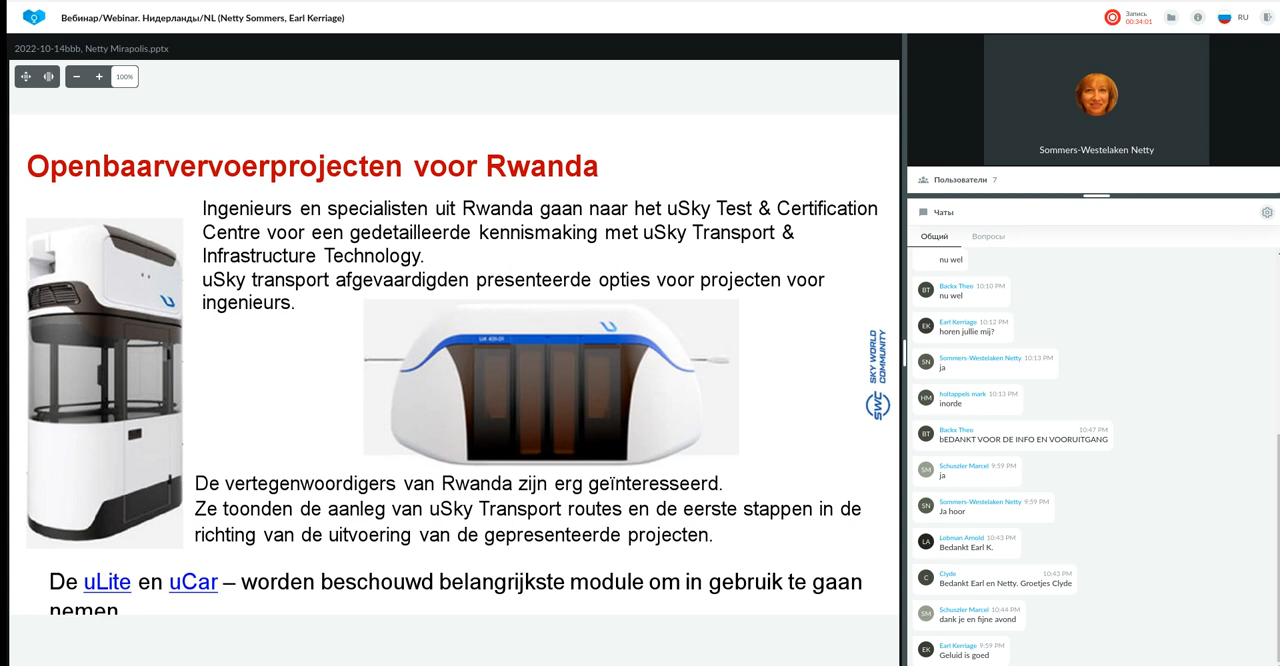 Вебинар/Webinar. Нидерланды/NL (Netty Sommers, Earl Kerriage)
Запись
00:34:01
RU
2022-10-14bbb, Netty Mirapolis.pptx
100%
Openbaarvervoerprojecten voor Rwanda
Ingenieurs en specialisten uit Rwanda gaan naar het uSky Test & Certification
Centre voor een gedetailleerde kennismaking met uSky Transport &
Infrastructure Technology.
uSky transport afgevaardigden presenteerde opties voor projecten voor
ingenieurs.
SKY WORLD
COMMUNITY
SWC
De vertegenwoordigers van Rwanda zijn erg geïnteresseerd.
Ze toonden de aanleg van uSky Transport routes en de eerste stappen in de
richting van de uitvoering van de gepresenteerde projecten.
De uLite en uCar – worden beschouwd belangrijkste module om in gebruik te gaan
nemen
Sommers-Westelaken Netty
Пользователи 7
Чаты
Общий Вопросы
nu wel
BT Backx Theo 10:10 PM
nu wel
EK Earl Kerriage 10:12 PM
horen jullie mij?
SN Sommers-Westelaken Netty 10:13 PM
ja
HM holtappels mark 10:13 PM
inorde
BT Backx Theo 10:47 PM
bEDANKT VOOR DE INFO EN VOORUITGANG
SM Schuszler Marcel 9:59 PM
ja
SN Sommers-Westelaken Netty 9:59 PM
Ja hoor
LA Lobman Arnold 10:43 PM
Bedankt Earl K.
C Clyde 10:43 PM
Bedankt Earl en Netty. Groetjes Clyde
SM Schuszler Marcel 10:44 PM
dank je en fijne avond
EK Earl Kerriage 9:59 PM
Geluid is goed